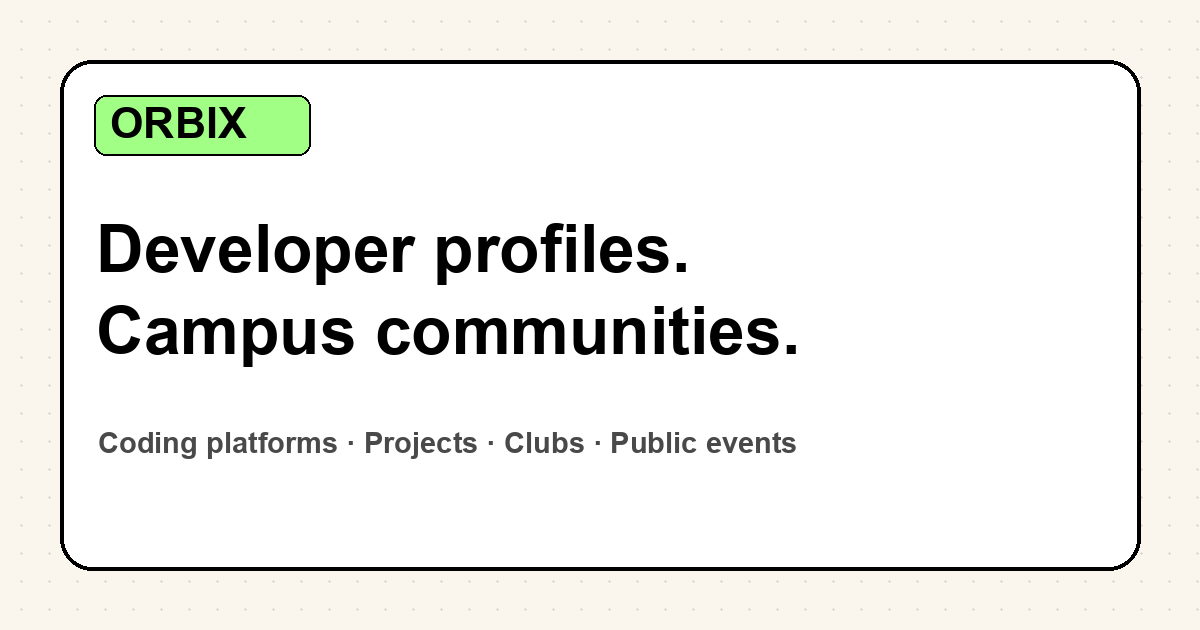 ORBIX
Developer profiles.
Campus communities.
Coding platforms · Projects · Clubs · Public events